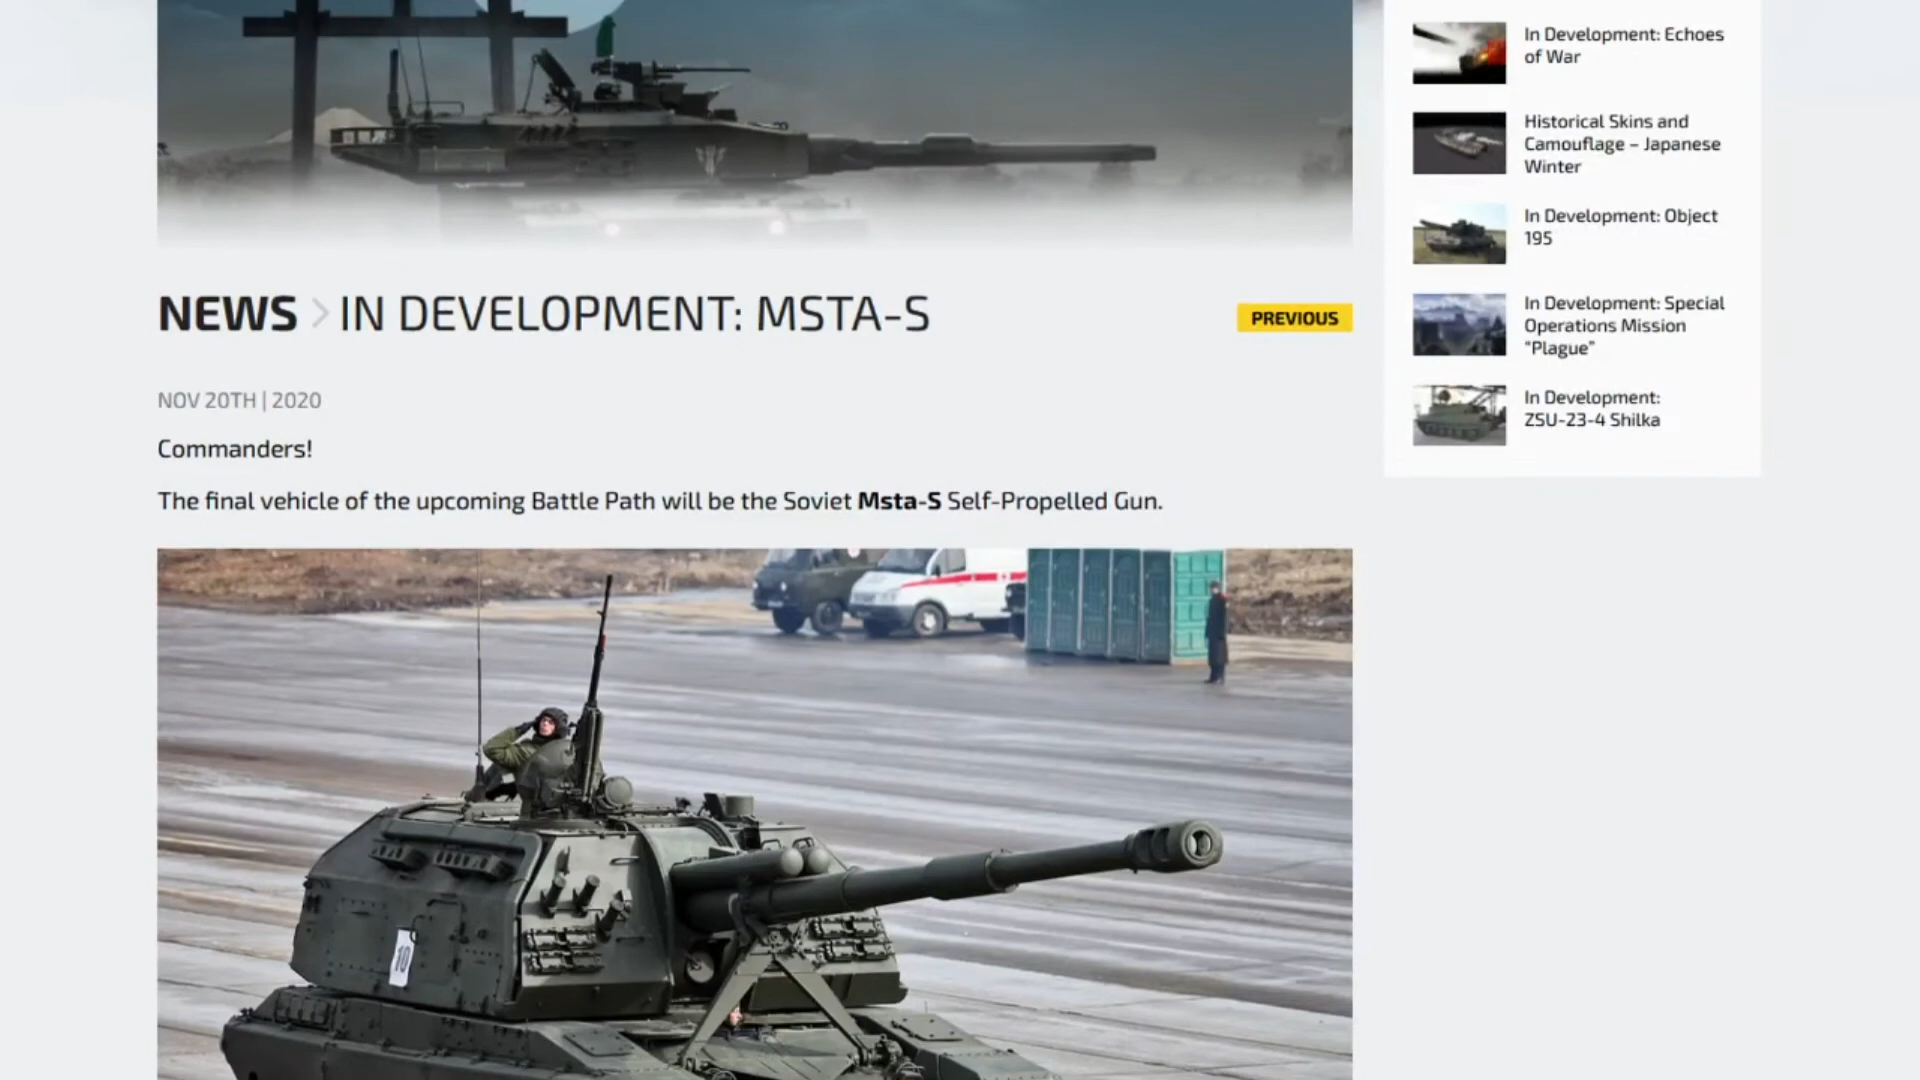 NEWS > IN DEVELOPMENT: MSTA-S
PREVIOUS
NOV 20TH | 2020
Commanders!
The final vehicle of the upcoming Battle Path will be the Soviet Msta-S Self-Propelled Gun.
10
In Development: Echoes
of War
Historical Skins and
Camouflage – Japanese
Winter
In Development: Object
195
In Development: Special
Operations Mission
“Plague”
In Development:
ZSU-23-4 Shilka